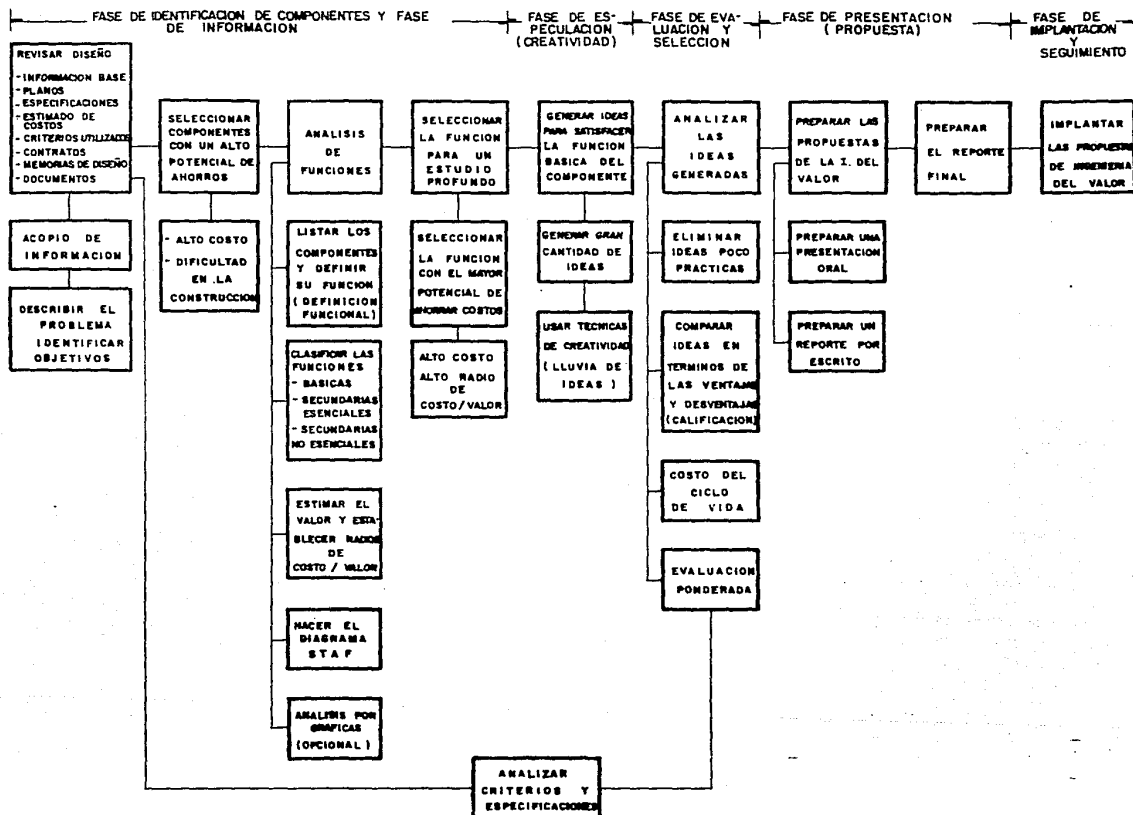 FASE DE IDENTIFICACION DE COMPONENTES Y FASE
DE INFORMACION
FASE DE ES-
PECULACION
(CREATIVIDAD)
FASE DE EVA-
LUACION Y
SELECCION
FASE DE PRESENTACION
(PROPUESTA)
FASE DE
IMPLANTACION
Y
SEGUIMIENTO
REVISAR DISEÑO
- INFORMACION BASE
- PLANOS
- ESPECIFICACIONES
- ESTIMADO DE
COSTOS
- CRITERIOS UTILIZADOS
- CONTRATOS
- MEMORIAS DE DISEÑO
- DOCUMENTOS
SELECCIONAR
COMPONENTES
CON UN ALTO
POTENCIAL DE
AHORROS
ANALISIS
DE
FUNCIONES
SELECCIONAR
LA FUNCION
PARA UN
ESTUDIO
PROFUNDO
GENERAR IDEAS
PARA SATISFACER
LA FUNCION
BASICA DEL
COMPONENTE
ANALIZAR
LAS
IDEAS
GENERADAS
PREPARAR LAS
PROPUESTAS
DE LA I. DEL
VALOR
PREPARAR
EL REPORTE
FINAL
IMPLANTAR
LAS PROPUESTAS
DE INGENIERIA
DEL VALOR
ACOPIO DE
INFORMACION
DESCRIBIR EL
PROBLEMA
IDENTIFICAR
OBJETIVOS
- ALTO COSTO
- DIFICULTAD
EN LA
CONSTRUCCION
LISTAR LOS
COMPONENTES
Y DEFINIR
SU FUNCION
(DEFINICION
FUNCIONAL)
CLASIFICAR LAS
FUNCIONES
- BASICAS
- SECUNDARIAS
ESENCIALES
- SECUNDARIAS
NO ESENCIALES
ESTIMAR EL
VALOR Y ESTA-
BLECER RADIOS
DE
COSTO / VALOR
HACER EL
DIAGRAMA
STAF
ANALISIS POR
GRAFICAS
(OPCIONAL)
SELECCIONAR
LA FUNCION
CON EL MAYOR
POTENCIAL DE
AHORRAR COSTOS
ALTO COSTO
ALTO RADIO
DE
COSTO/VALOR
GENERAR GRAN
CANTIDAD DE
IDEAS
USAR TECNICAS
DE CREATIVIDAD
(LLUVIA DE
IDEAS)
ELIMINAR
IDEAS POCO
PRACTICAS
COMPARAR
IDEAS EN
TERMINOS DE
LAS VENTAJAS
Y DESVENTAJAS
(CALIFICACION)
COSTO DEL
CICLO
DE VIDA
EVALUACION
PONDERADA
PREPARAR UNA
PRESENTACION
ORAL
PREPARAR UN
REPORTE POR
ESCRITO
ANALIZAR
CRITERIOS Y
ESPECIFICACIONES